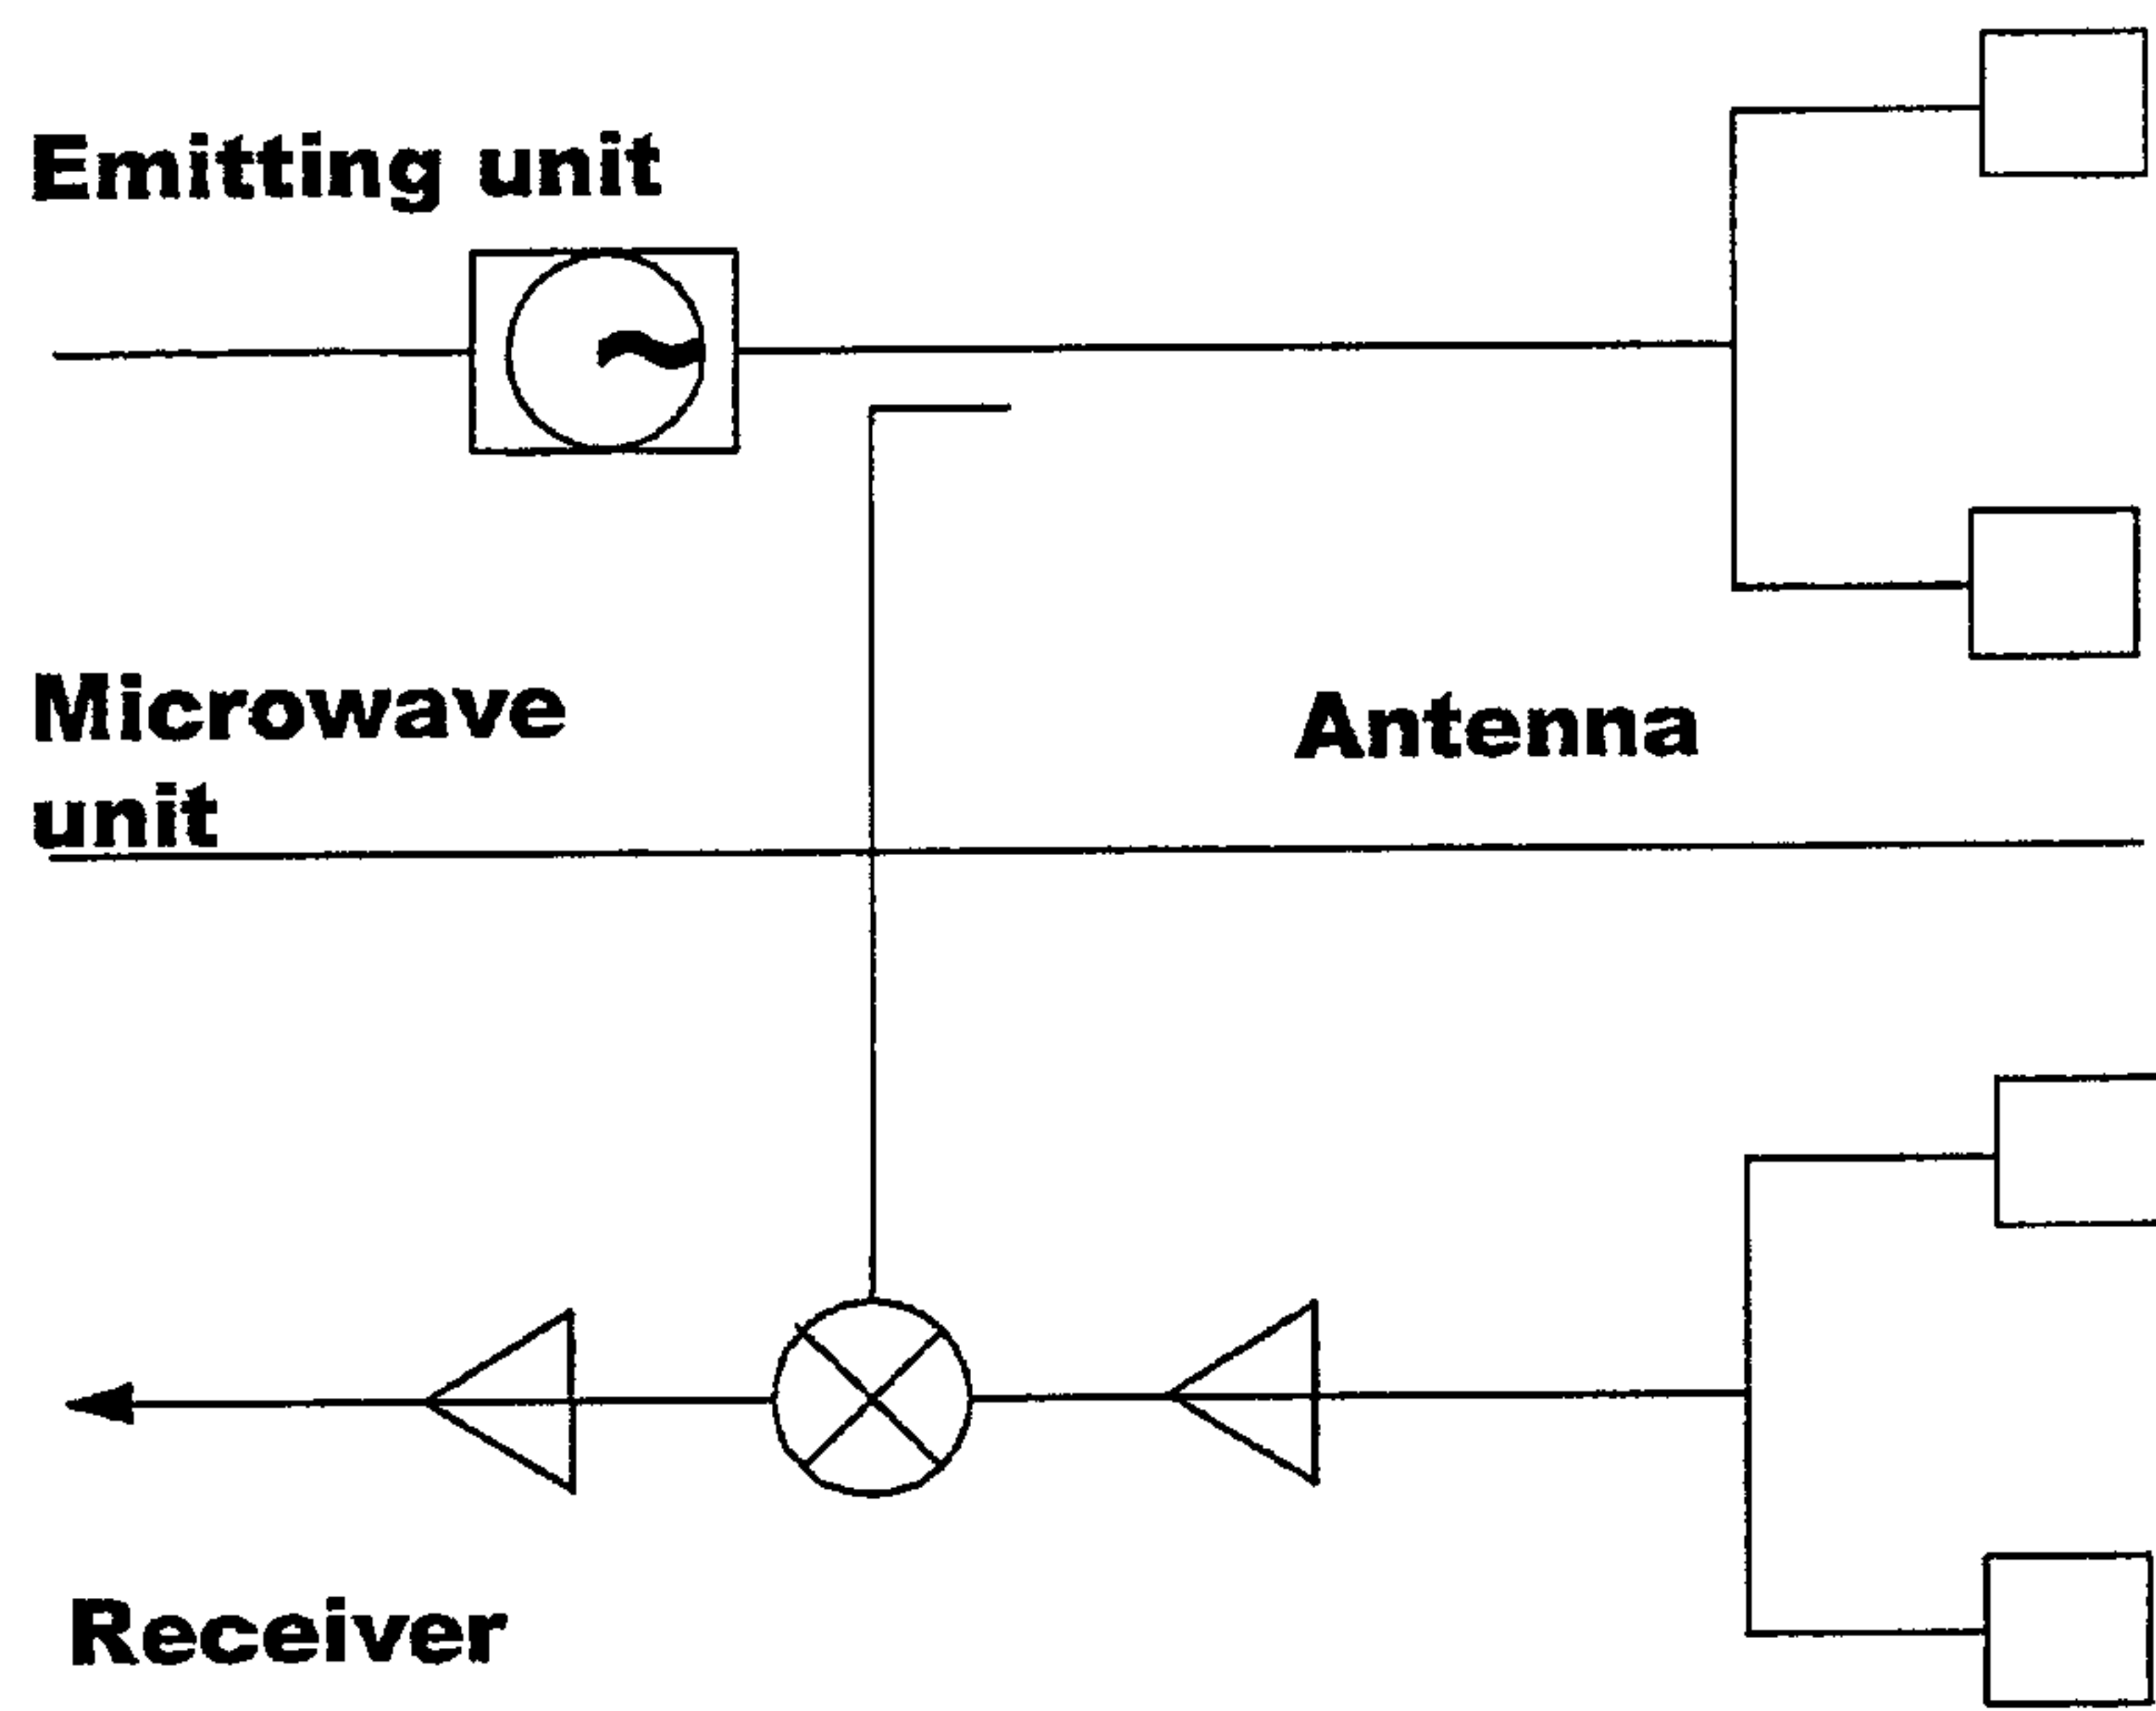 Emitting unit
Microwave
unit
Antenna
Receiver